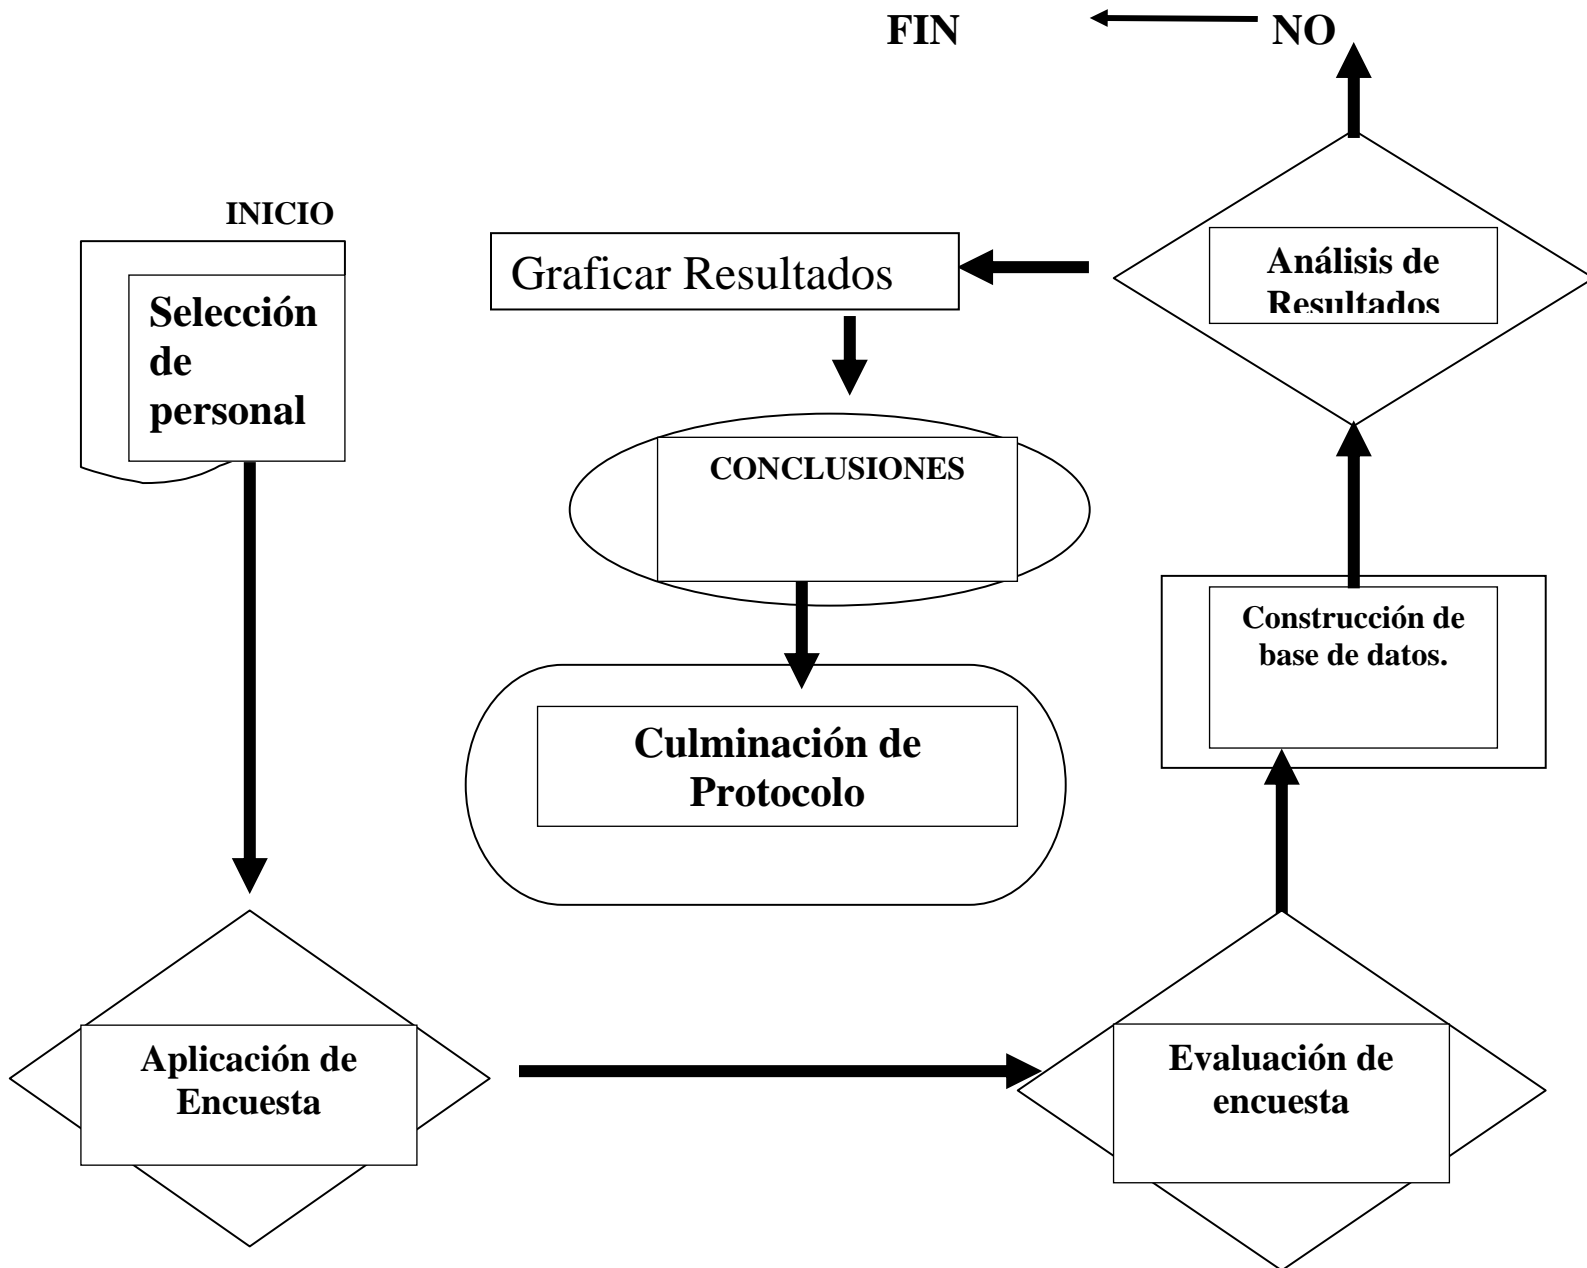 FIN
NO
INICIO
Selección
de
personal
Graficar Resultados
Análisis de
Resultados
CONCLUSIONES
Construcción de
base de datos.
Culminación de
Protocolo
Aplicación de
Encuesta
Evaluación de
encuesta